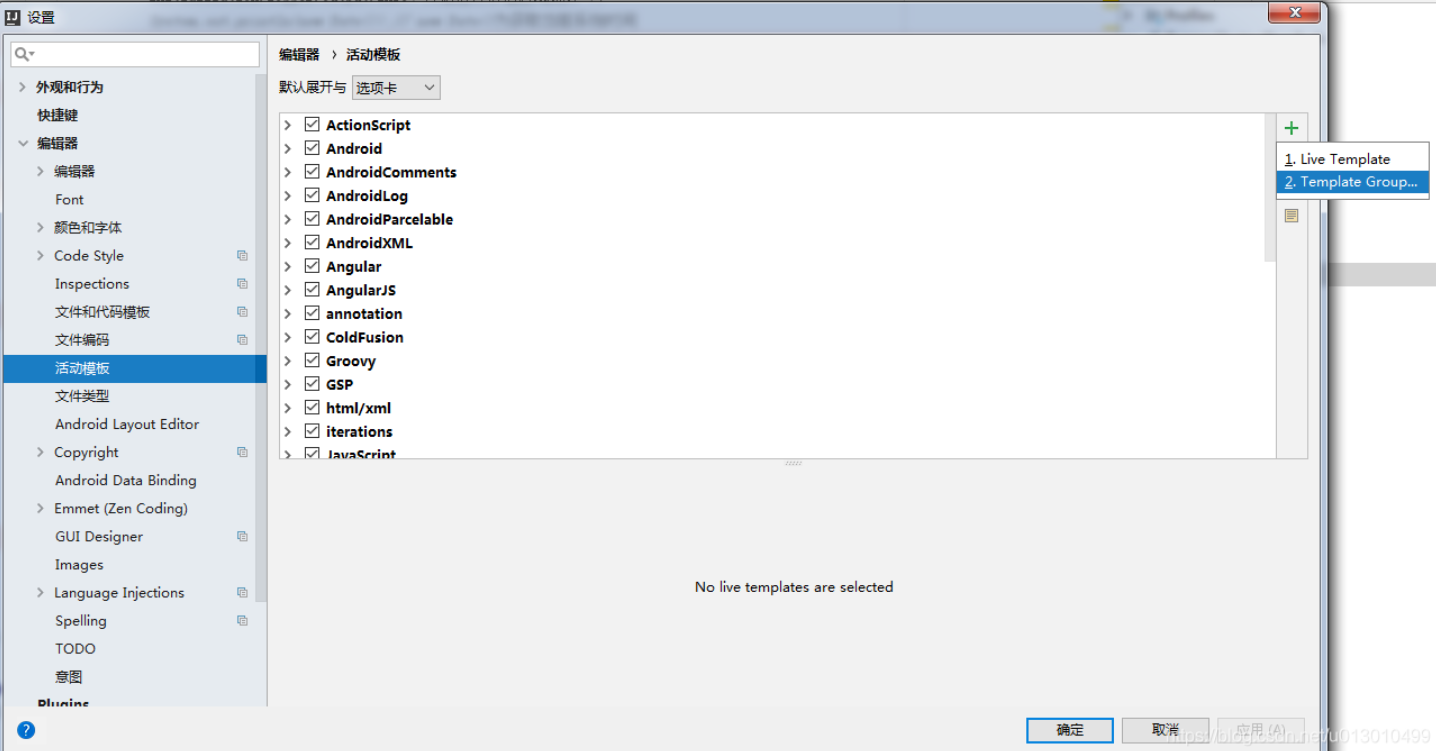 设置
编辑器 › 活动模板
默认展开与 选项卡
外观和行为
快捷键
编辑器
编辑器
Font
颜色和字体
Code Style
Inspections
文件和代码模板
文件编码
活动模板
文件类型
Android Layout Editor
Copyright
Android Data Binding
Emmet (Zen Coding)
GUI Designer
Images
Language Injections
Spelling
TODO
意图
Plugins
ActionScript
Android
AndroidComments
AndroidLog
AndroidParcelable
AndroidXML
Angular
AngularJS
annotation
ColdFusion
Groovy
GSP
html/xml
iterations
JavaScript
1. Live Template
2. Template Group...
No live templates are selected
确定
取消
应用 (A)
https://blog.csdn.net/u013010499